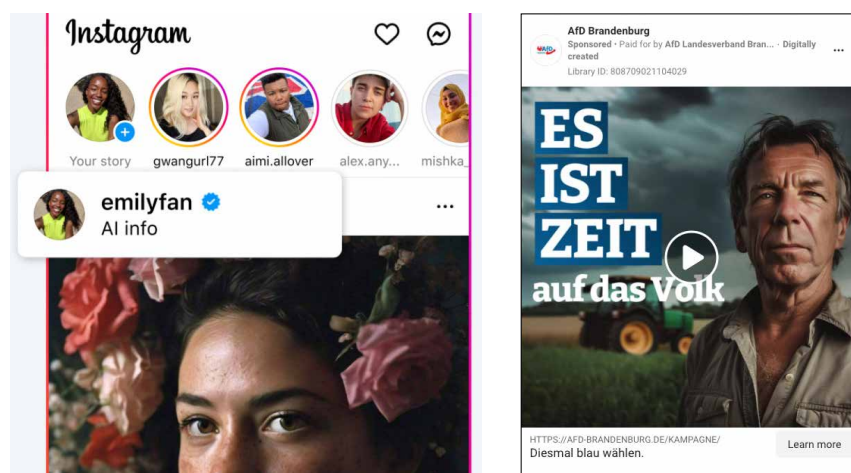 Instagram
Your story
gwangurl77
aimi.allover
alex.any...
mishka_
emilyfan
AI info
AfD Brandenburg
Sponsored • Paid for by AfD Landesverband Bran... • Digitally
created
Library ID: 808709021104029
AfD
ES
IST
ZEIT
auf das Volk
HTTPS://AFD-BRANDENBURG.DE/KAMPAGNE/
Diesmal blau wählen.
Learn more